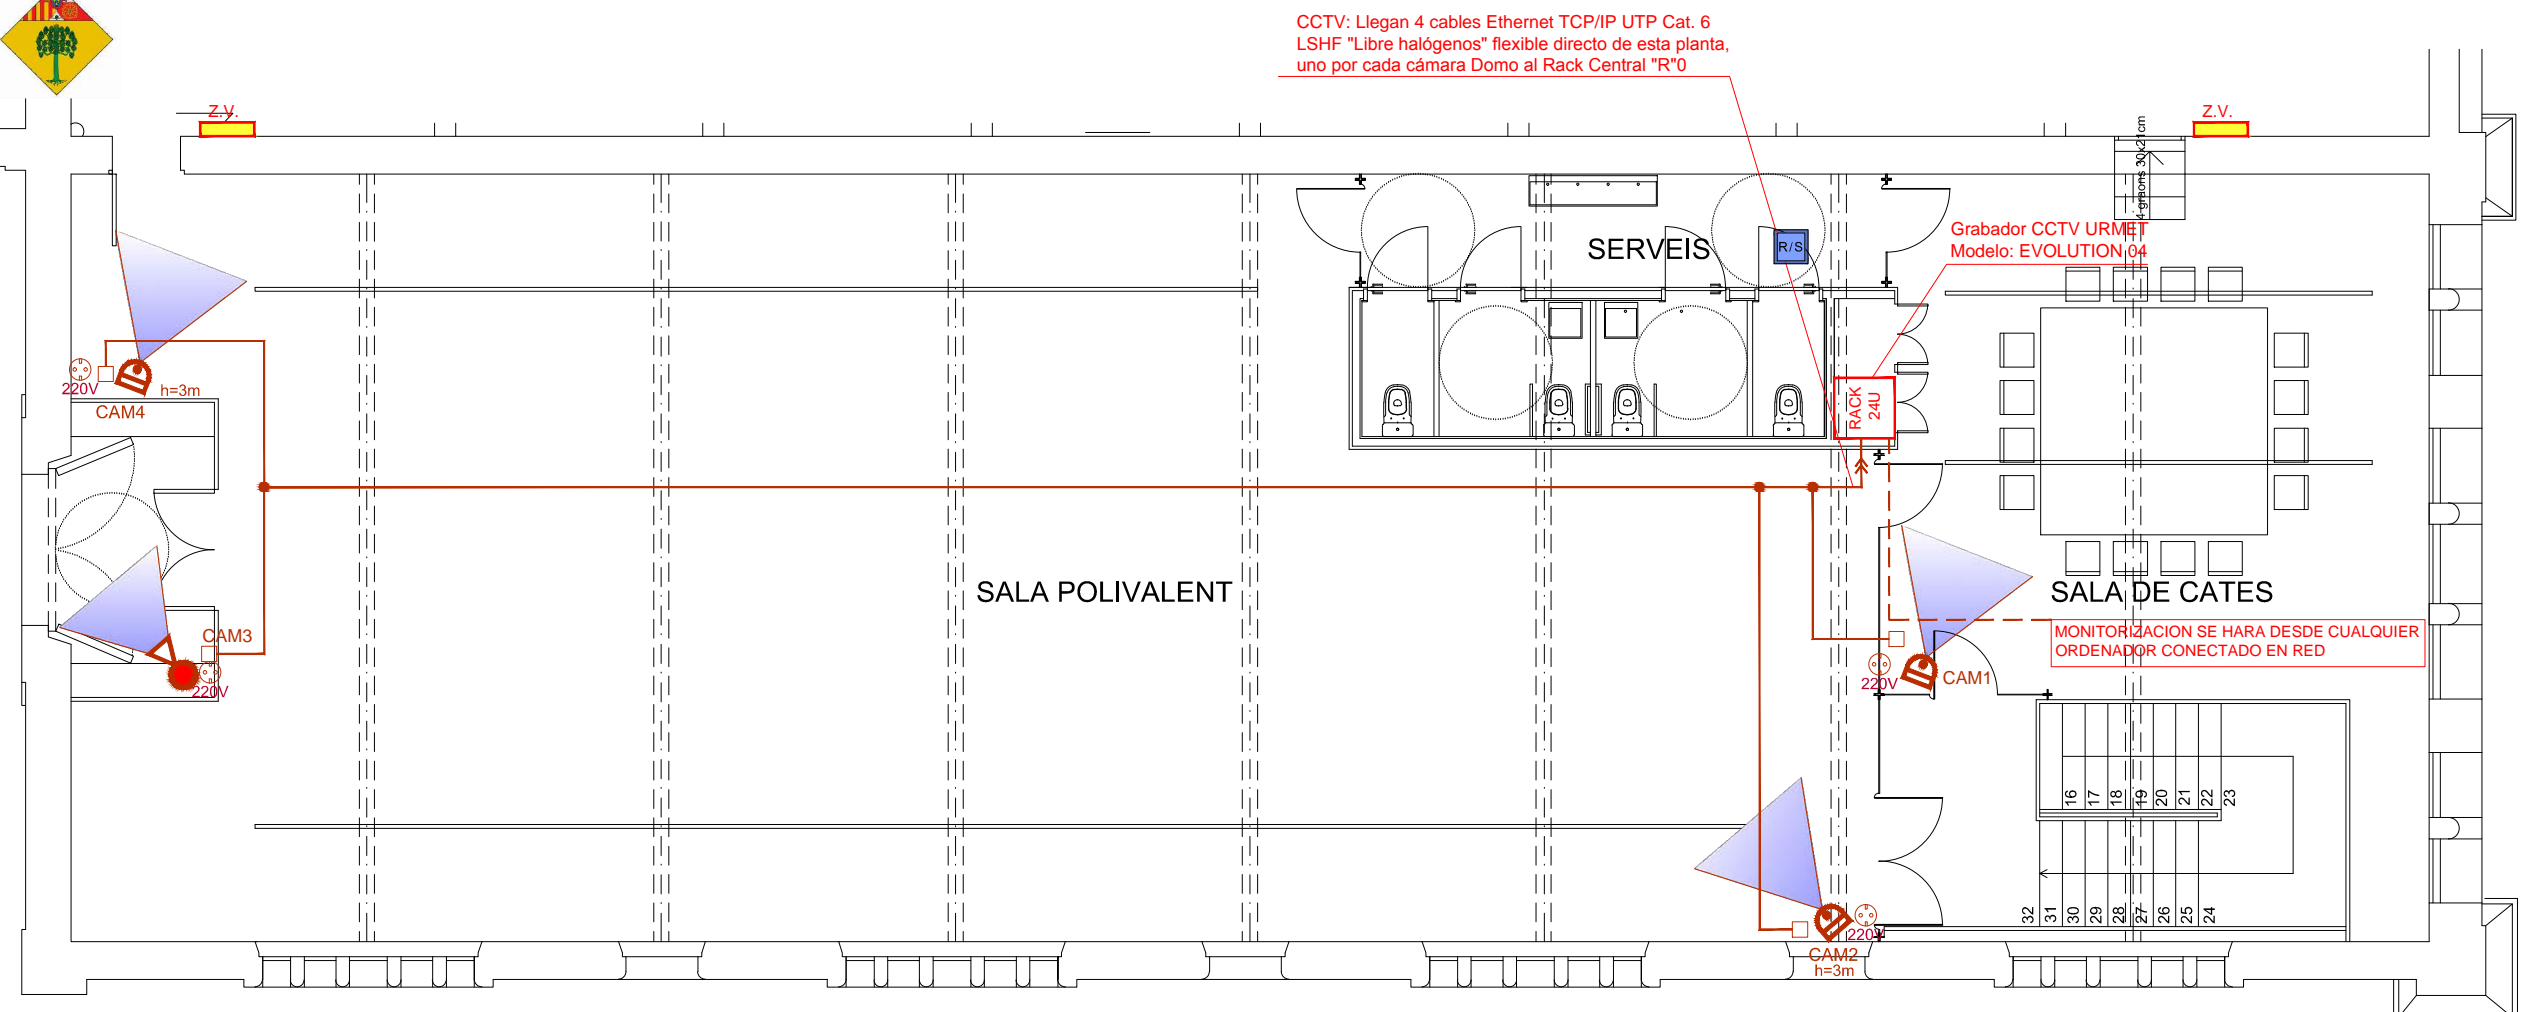 CCTV: Llegan 4 cables Ethernet TCP/IP UTP Cat. 6
LSHF "Libre halógenos" flexible directo de esta planta,
uno por cada cámara Domo al Rack Central "R"0
Z.V.
Z.V.
4 graons 30x21cm
Grabador CCTV URMET
Modelo: EVOLUTION 04
SERVEIS
R/S
RACK
24U
220V
h=3m
CAM4
SALA POLIVALENT
SALA DE CATES
CAM3
220V
MONITORIZACION SE HARA DESDE CUALQUIER
ORDENADOR CONECTADO EN RED
220V
CAM1
16
17
18
19
20
21
22
23
32
31
30
29
28
27
26
25
24
220V
CAM2
h=3m